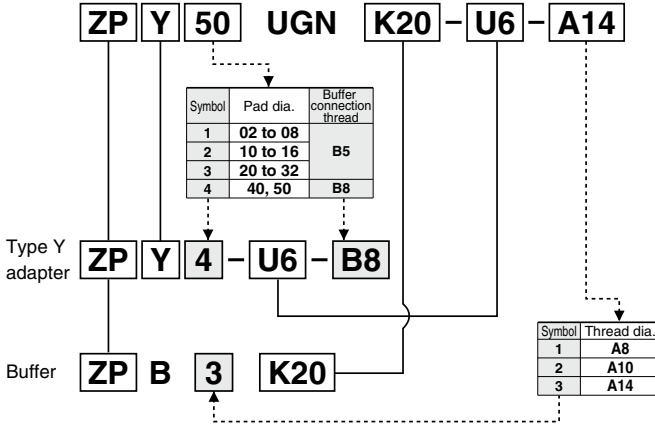 ZP Y 50 UGN K20 – U6 – A14
Symbol Pad dia. Buffer connection thread
1 02 to 08
2 10 to 16 B5
3 20 to 32
4 40, 50 B8
Type Y adapter ZP Y 4 – U6 – B8
Symbol Thread dia.
1 A8
2 A10
3 A14
Buffer ZP B 3 K20